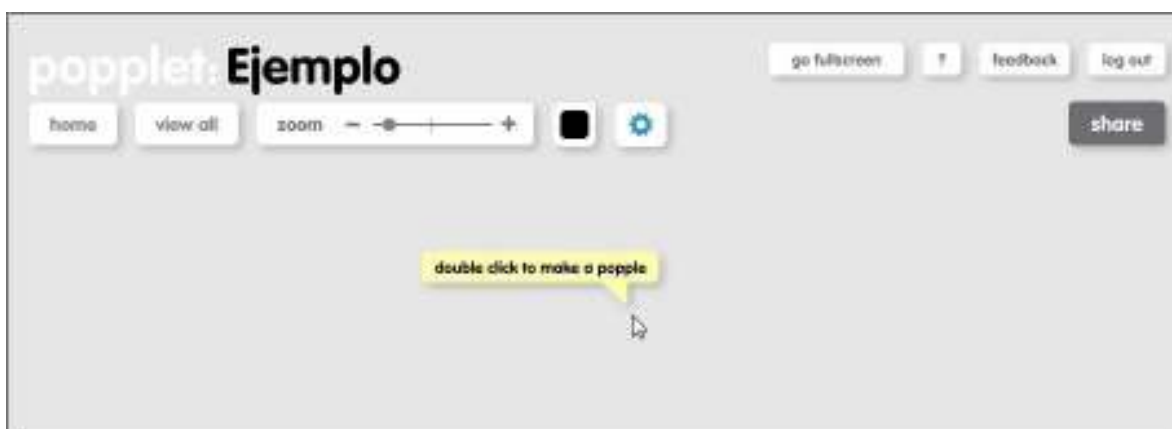 popplet: Ejemplo
go fullscreen ? feedback log out
home view all zoom - + share
double click to make a popple